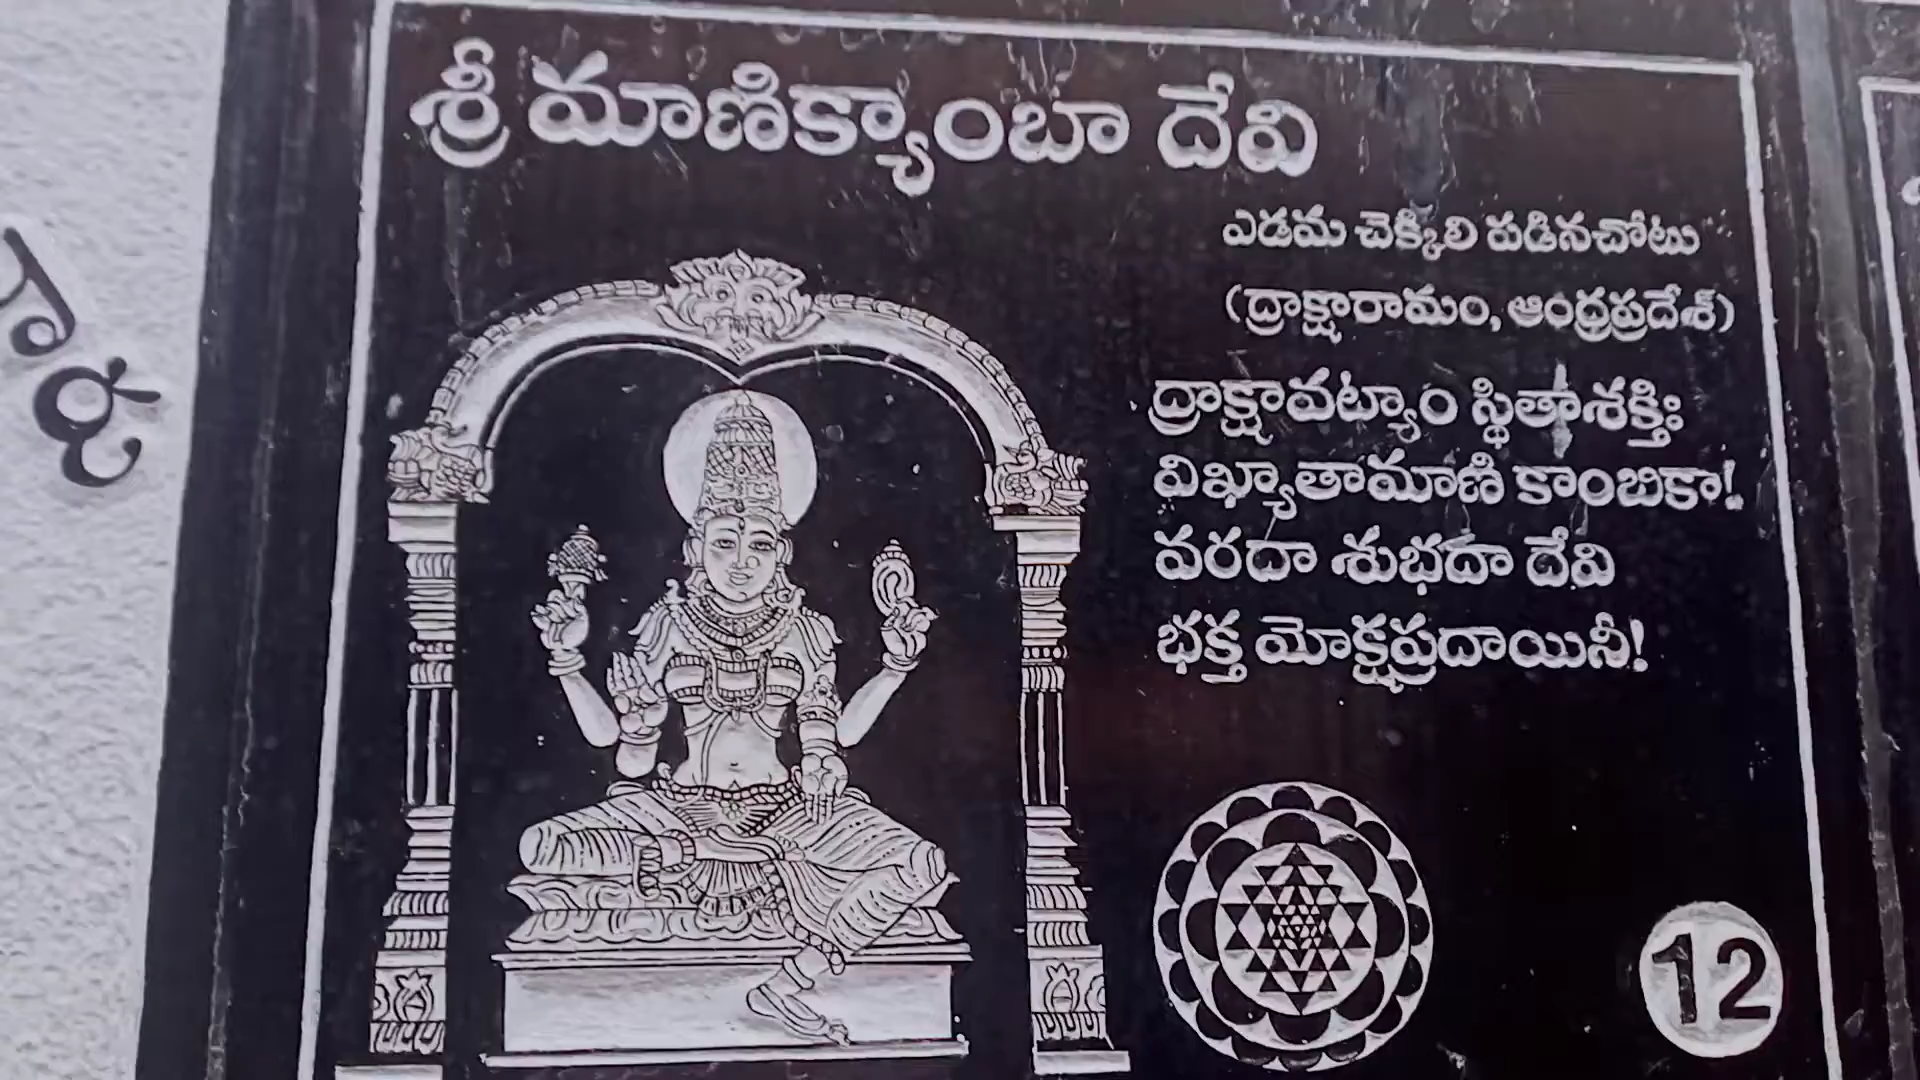 శ్రీ మాణిక్యాంబా దేవి
ఎడమ చెక్కిలి పడినచోటు
(ద్రాక్షారామం, ఆంధ్రప్రదేశ్)
ద్రాక్షావట్యాం స్థితాశక్తిః
విఖ్యాతామాణి కాంబికా!
వరదా శుభదా దేవి
భక్త మోక్షప్రదాయినీ!
12